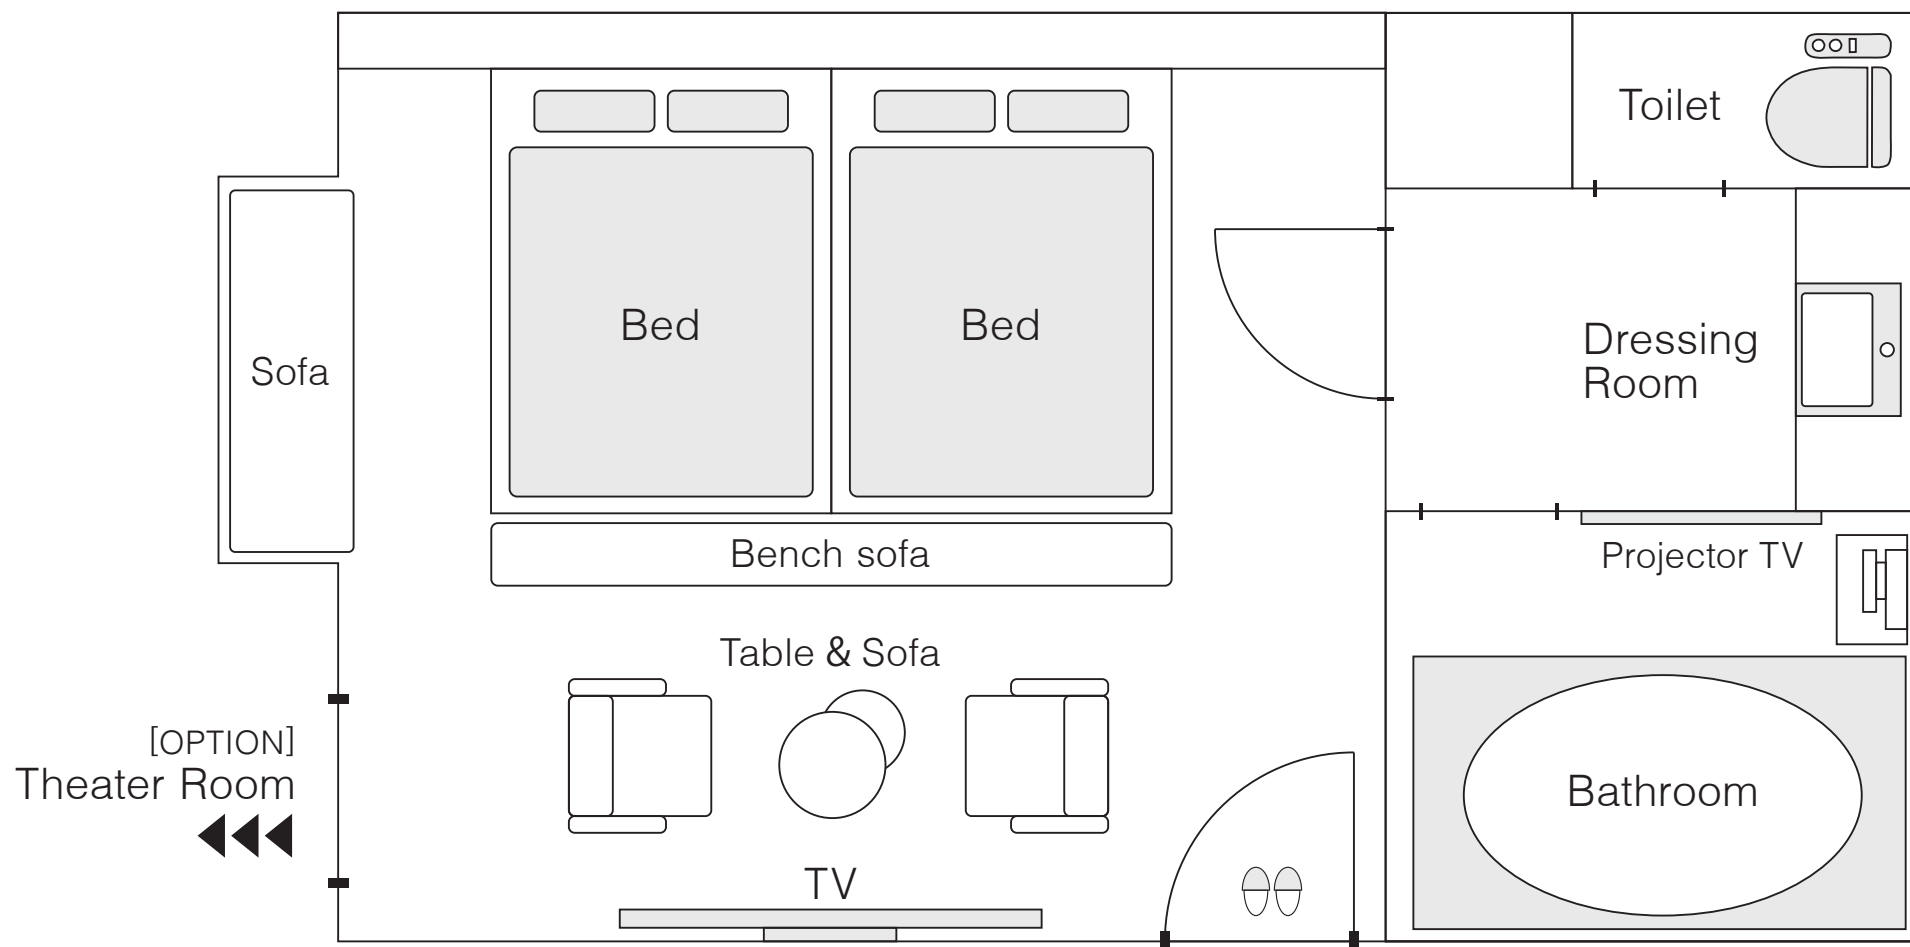 Toilet
Bed
Bed
Dressing
Room
Sofa
Bench sofa
Projector TV
Table & Sofa
[OPTION]
Theater Room
Bathroom
TV